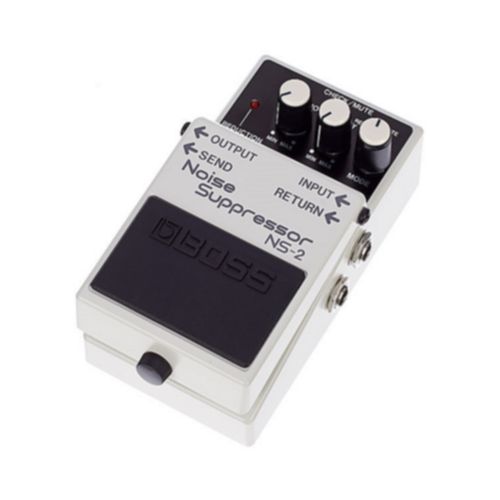 CHECK/MUTE
REDUCTION
MIN MAX
MIN MAX
MODE
OUTPUT
SEND
INPUT
RETURN
Noise
Suppressor
NS-2
BOSS